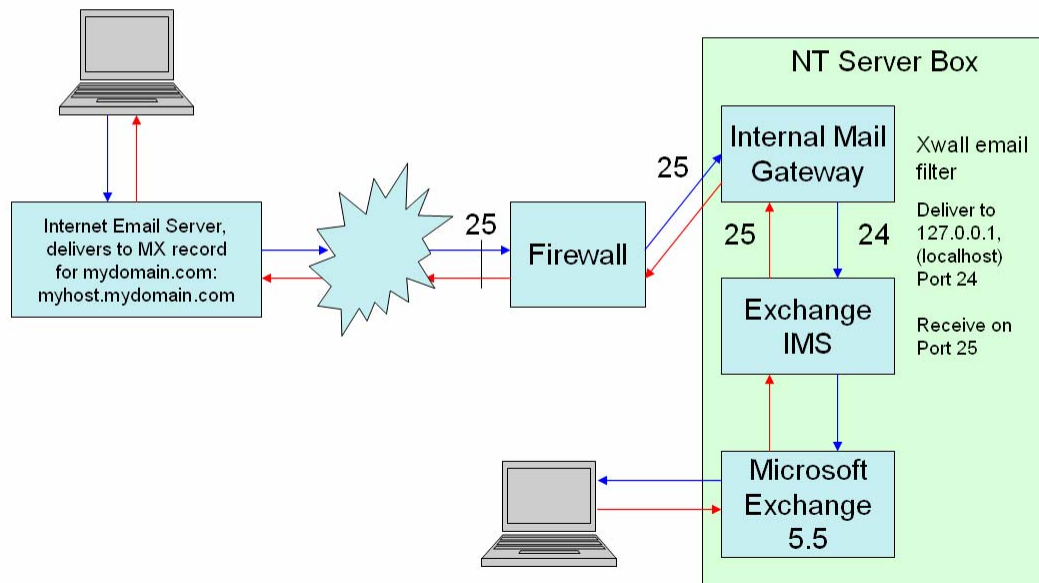 Internet Email Server,
delivers to MX record
for mydomain.com:
myhost.mydomain.com
25
Firewall
25
NT Server Box
Internal Mail
Gateway
Xwall email
filter
25
24
Deliver to
127.0.0.1,
(localhost)
Port 24
Exchange
IMS
Receive on
Port 25
Microsoft
Exchange
5.5